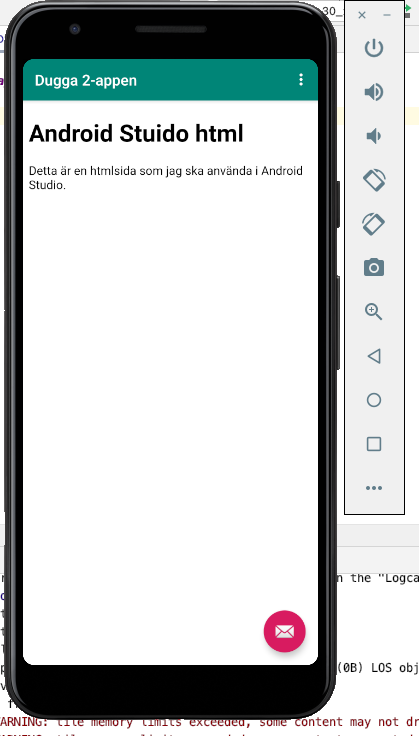 30_
Dugga 2-appen
Android Stuido html
Detta är en htmlsida som jag ska använda i Android
Studio.
n the "Logca
(0B) LOS obj
ARNING: tile memory limits exceeded, some content may not dr